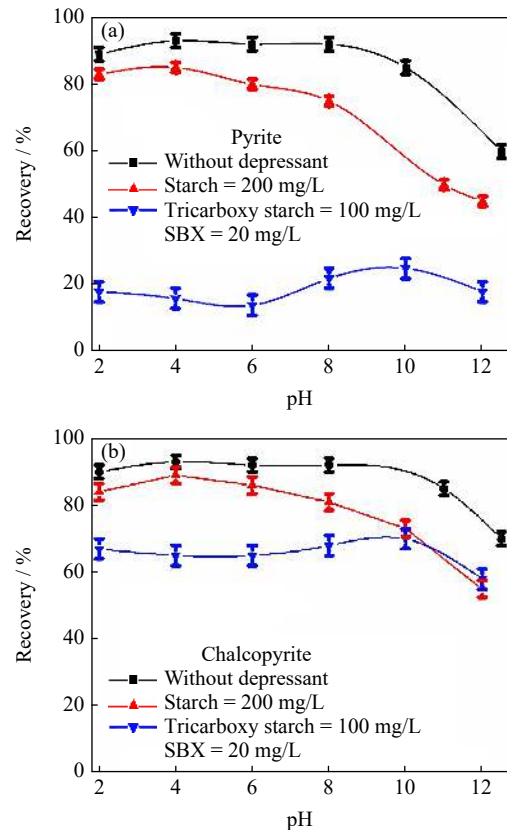 (a)
100
80
60
40
20
0
Recovery / %
Pyrite
Without depressant
Starch = 200 mg/L
Tricarboxy starch = 100 mg/L
SBX = 20 mg/L
2 4 6 8 10 12
pH
(b)
100
80
60
40
20
0
Recovery / %
Chalcopyrite
Without depressant
Starch = 200 mg/L
Tricarboxy starch = 100 mg/L
SBX = 20 mg/L
2 4 6 8 10 12
pH